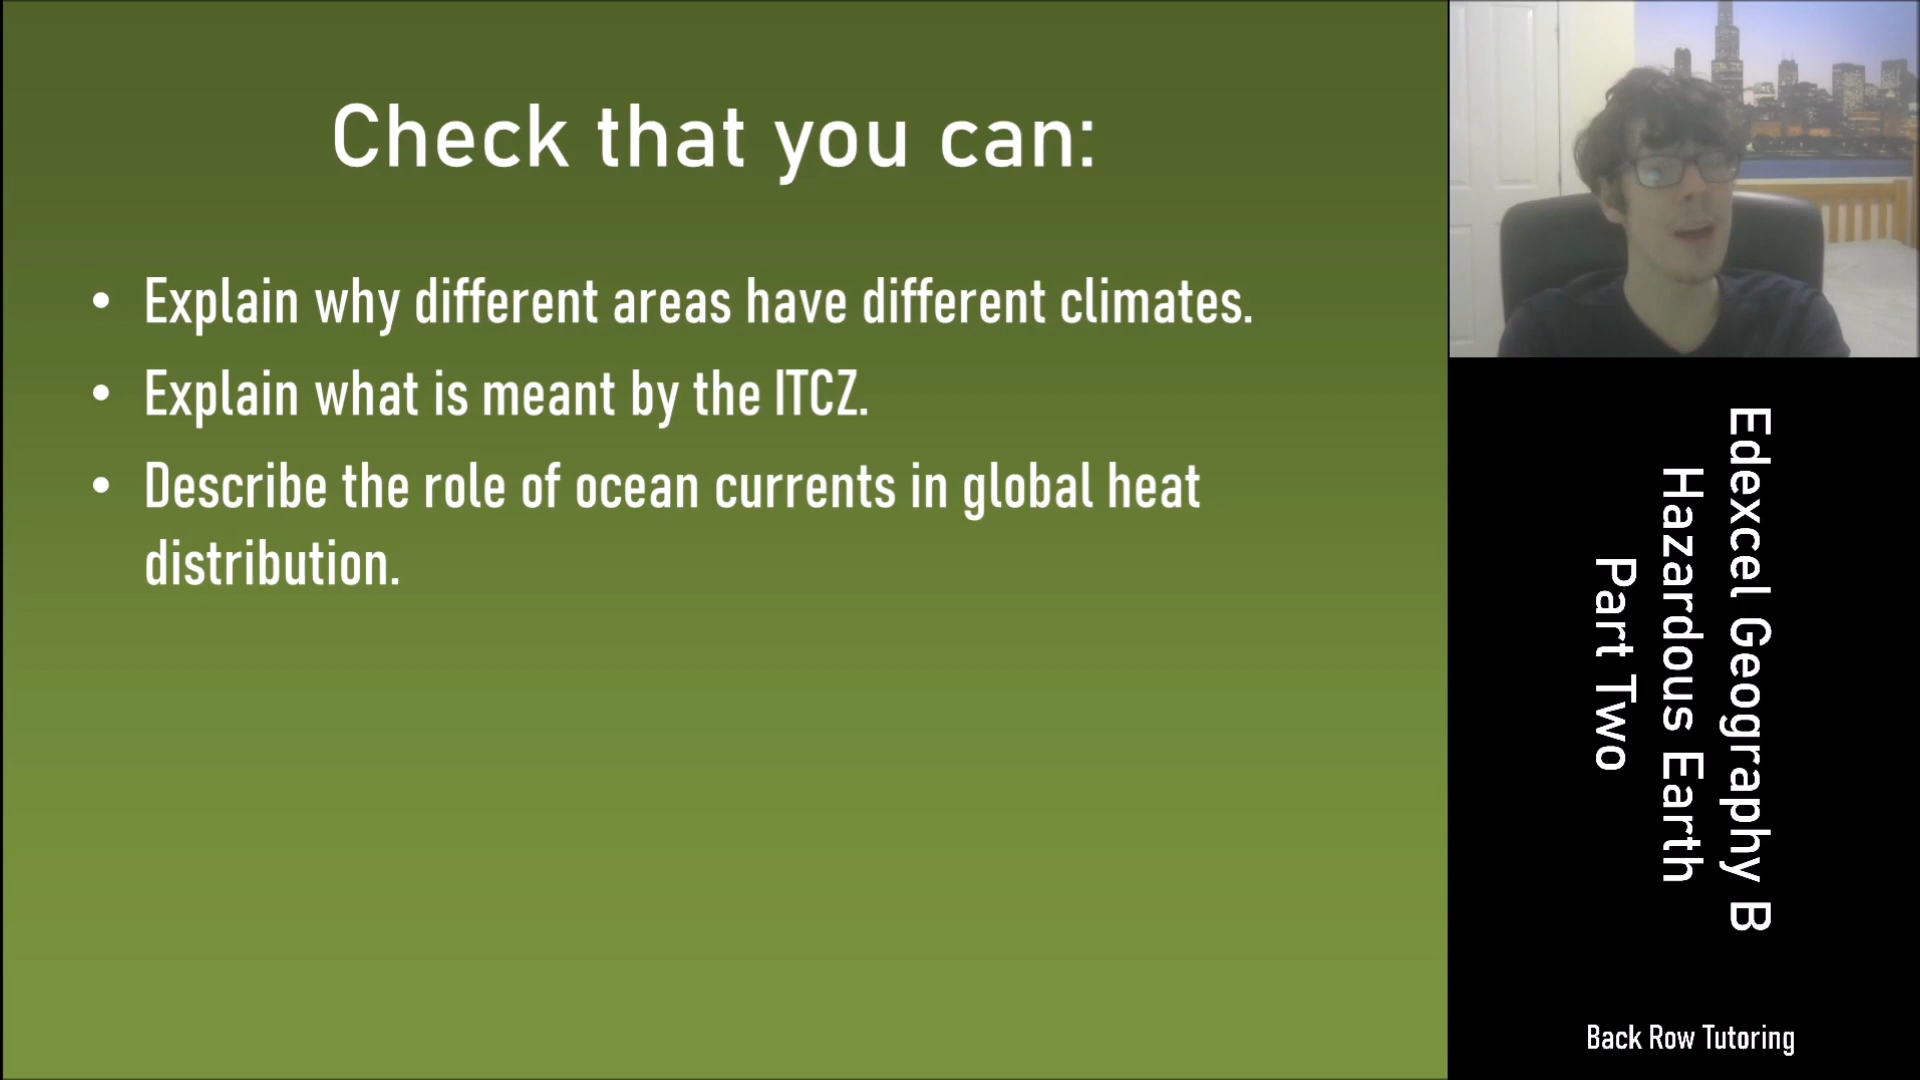 Check that you can:
• Explain why different areas have different climates.
• Explain what is meant by the ITCZ.
• Describe the role of ocean currents in global heat
distribution.
Edexcel Geography B
Hazardous Earth
Part Two
Back Row Tutoring